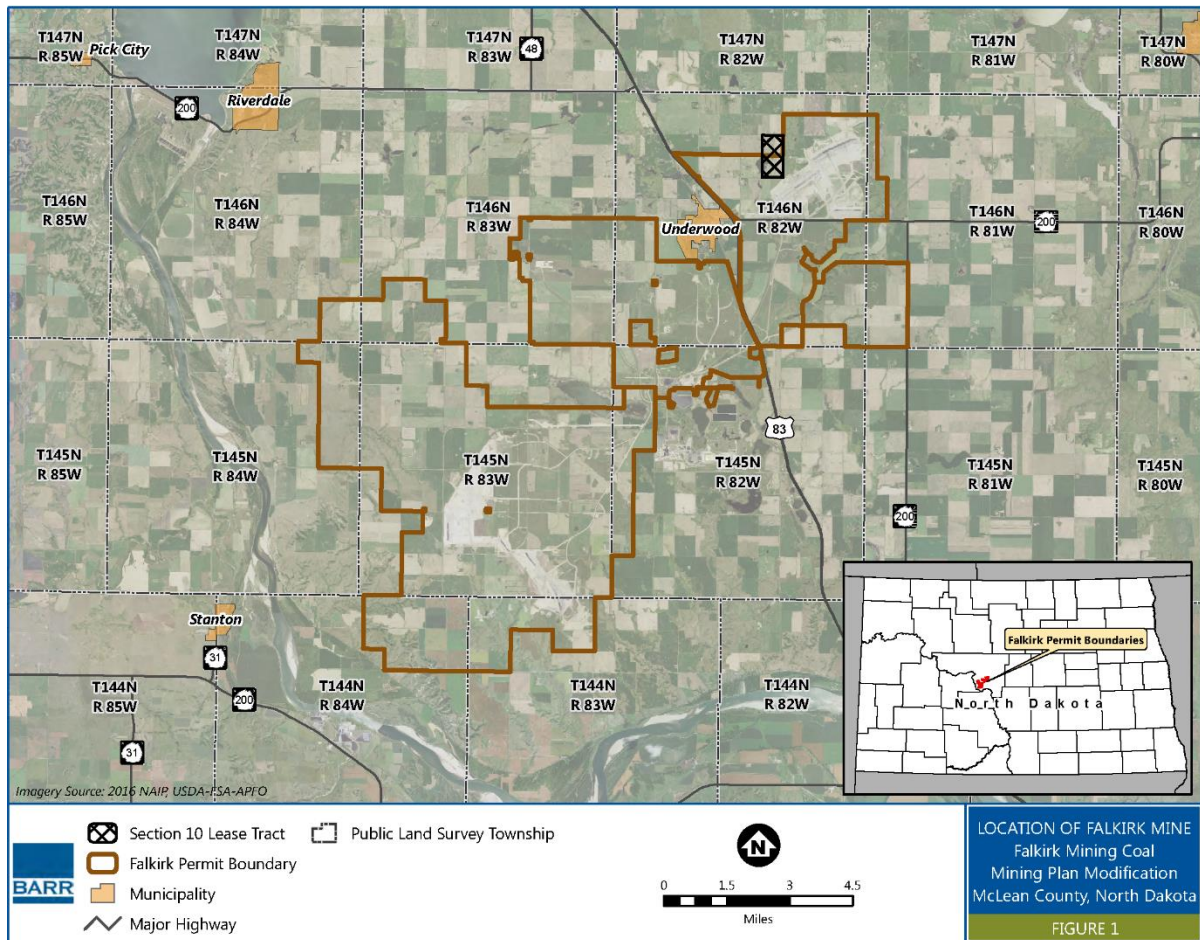 T147N
R 85W
Pick City
T147N
R 84W
Riverdale
200
48
T147N
R 83W
T147N
R 82W
T147N
R 81W
T147N
R 80W
T146N
R 85W
T146N
R 84W
T146N
R 83W
Underwood
T146N
R 82W
T146N
R 81W
200
T146N
R 80W
T145N
R 85W
T145N
R 84W
T145N
R 83W
83
T145N
R 82W
T145N
R 81W
T145N
R 80W
200
Stanton
31
200
T144N
R 85W
31
T144N
R 84W
T144N
R 83W
T144N
R 82W
Falkirk Permit Boundaries
North Dakota
Imagery Source: 2016 NAIP, USDA-FSA-APFO
BARR
Section 10 Lease Tract
Public Land Survey Township
Falkirk Permit Boundary
Municipality
Major Highway
N
0 1.5 3 4.5
Miles
LOCATION OF FALKIRK MINE
Falkirk Mining Coal
Mining Plan Modification
McLean County, North Dakota
FIGURE 1